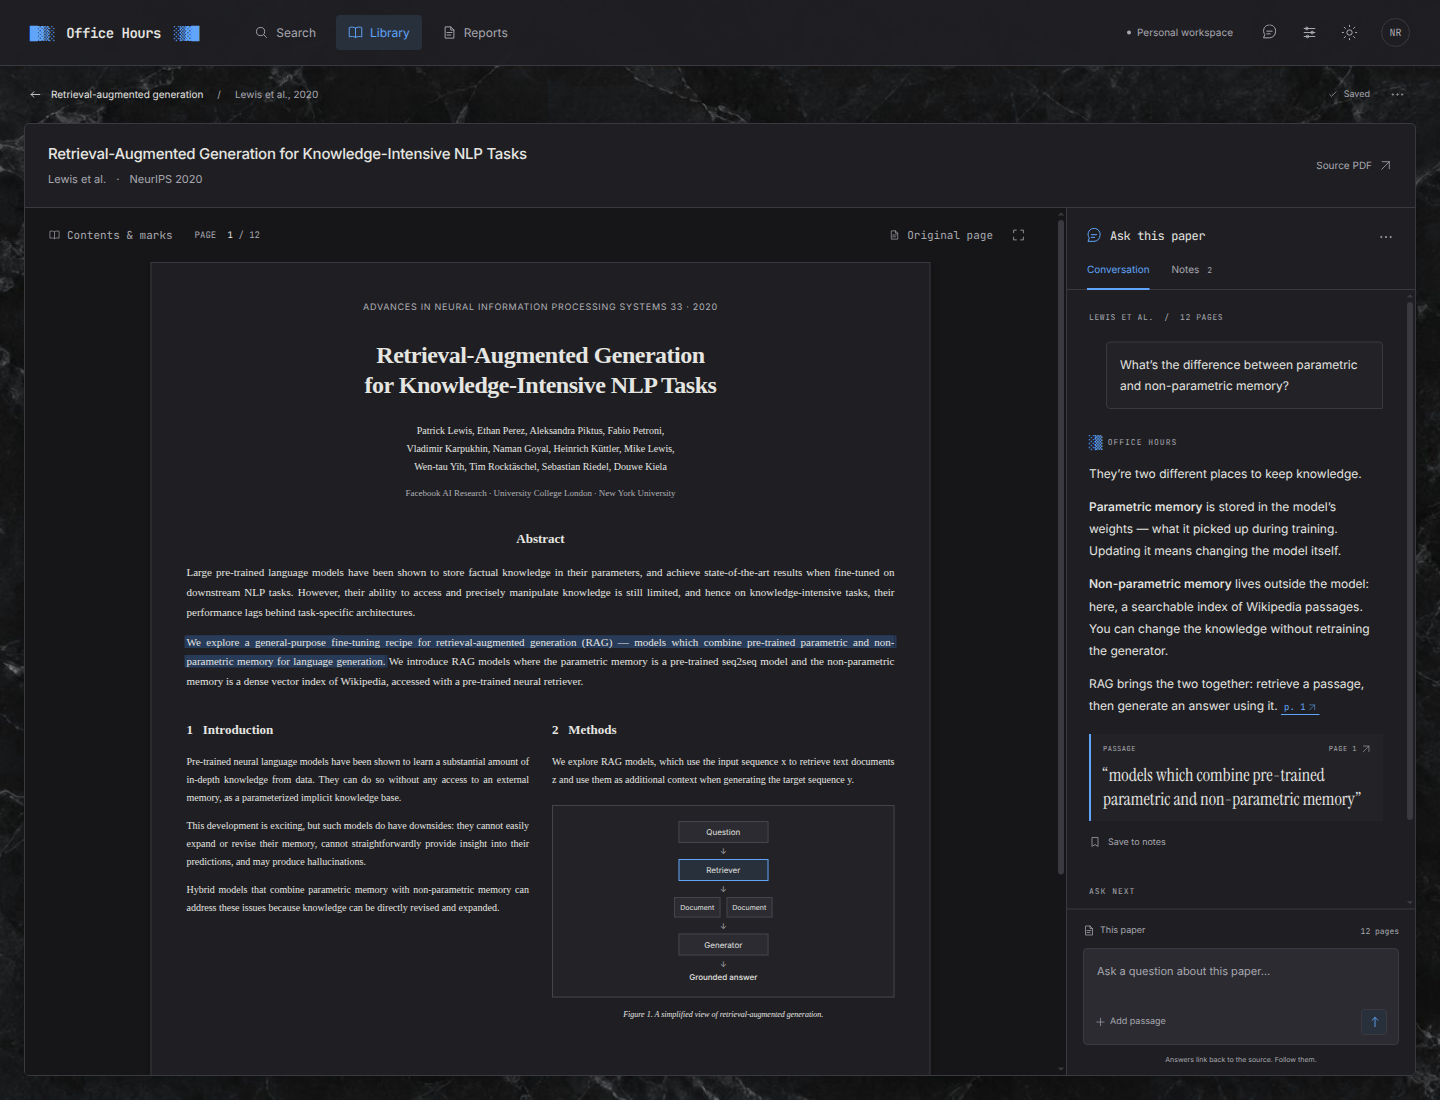 Office Hours
Search
Library
Reports
Personal workspace
NR
Retrieval-augmented generation / Lewis et al., 2020
Saved
Retrieval-Augmented Generation for Knowledge-Intensive NLP Tasks
Lewis et al. · NeurIPS 2020
Source PDF
Contents & marks
PAGE 1 / 12
Original page
ADVANCES IN NEURAL INFORMATION PROCESSING SYSTEMS 33 · 2020
Retrieval-Augmented Generation
for Knowledge-Intensive NLP Tasks
Patrick Lewis, Ethan Perez, Aleksandra Piktus, Fabio Petroni,
Vladimir Karpukhin, Naman Goyal, Heinrich Küttler, Mike Lewis,
Wen-tau Yih, Tim Rocktäschel, Sebastian Riedel, Douwe Kiela
Facebook AI Research · University College London · New York University
Abstract
Large pre-trained language models have been shown to store factual knowledge in their parameters, and achieve state-of-the-art results when fine-tuned on
downstream NLP tasks. However, their ability to access and precisely manipulate knowledge is still limited, and hence on knowledge-intensive tasks, their
performance lags behind task-specific architectures.
We explore a general-purpose fine-tuning recipe for retrieval-augmented generation (RAG) — models which combine pre-trained parametric and non-
parametric memory for language generation. We introduce RAG models where the parametric memory is a pre-trained seq2seq model and the non-parametric
memory is a dense vector index of Wikipedia, accessed with a pre-trained neural retriever.
1 Introduction
Pre-trained neural language models have been shown to learn a substantial amount of
in-depth knowledge from data. They can do so without any access to an external
memory, as a parameterized implicit knowledge base.
This development is exciting, but such models do have downsides: they cannot easily
expand or revise their memory, cannot straightforwardly provide insight into their
predictions, and may produce hallucinations.
Hybrid models that combine parametric memory with non-parametric memory can
address these issues because knowledge can be directly revised and expanded.
2 Methods
We explore RAG models, which use the input sequence x to retrieve text documents
z and use them as additional context when generating the target sequence y.
Question
Retriever
Document
Document
Generator
Grounded answer
Figure 1. A simplified view of retrieval-augmented generation.
Ask this paper
Conversation
Notes 2
LEWIS ET AL. / 12 PAGES
What's the difference between parametric
and non-parametric memory?
OFFICE HOURS
They're two different places to keep knowledge.
Parametric memory is stored in the model's
weights — what it picked up during training.
Updating it means changing the model itself.
Non-parametric memory lives outside the model:
here, a searchable index of Wikipedia passages.
You can change the knowledge without retraining
the generator.
RAG brings the two together: retrieve a passage,
then generate an answer using it. p. 1
PASSAGE
PAGE 1
“models which combine pre-trained
parametric and non-parametric memory”
Save to notes
ASK NEXT
This paper
12 pages
Ask a question about this paper...
Add passage
Answers link back to the source. Follow them.